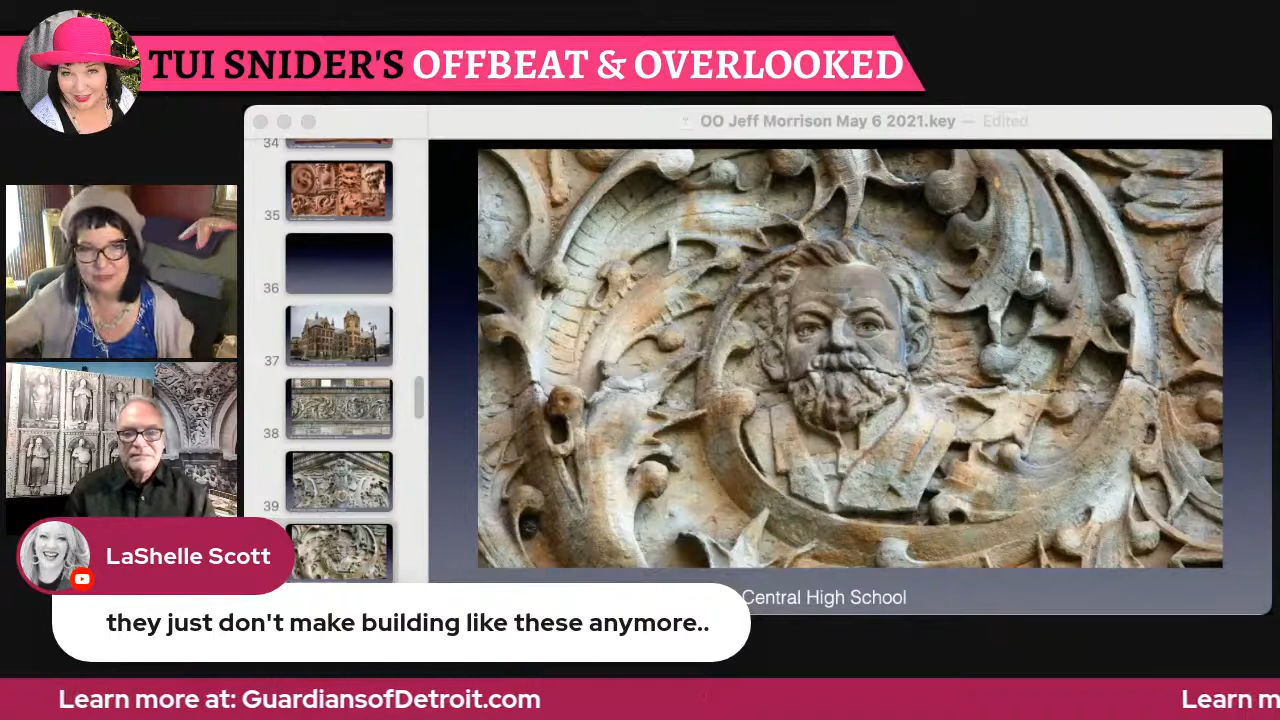 TUI SNIDER'S OFFBEAT & OVERLOOKED
OO Jeff Morrison May 6 2021.key — Edited
34
35
36
37
38
39
Central High School
LaShelle Scott
they just don't make building like these anymore..
Learn more at: GuardiansofDetroit.com
Learn m